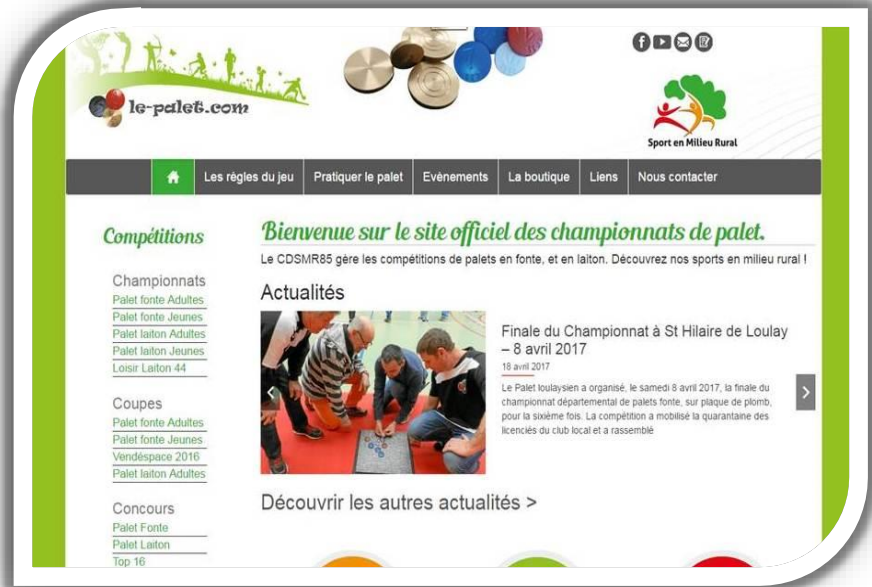 le-palet.com
Sport en Milieu Rural
Les règles du jeu
Pratiquer le palet
Evènements
La boutique
Liens
Nous contacter
Compétitions
Championnats
Palet fonte Adultes
Palet fonte Jeunes
Palet laiton Adultes
Palet laiton Jeunes
Loisir Laiton 44
Coupes
Palet fonte Adultes
Palet fonte Jeunes
Vendéspace 2016
Palet laiton Adultes
Concours
Palet Fonte
Palet Laiton
Top 16
Bienvenue sur le site officiel des championnats de palet.
Le CDSMR85 gère les compétitions de palets en fonte, et en laiton. Découvrez nos sports en milieu rural !
Actualités
Finale du Championnat à St Hilaire de Loulay
– 8 avril 2017
18 avril 2017
Le Palet loulaysien a organisé, le samedi 8 avril 2017, la finale du
championnat départemental de palets fonte, sur plaque de plomb,
pour la sixième fois. La compétition a mobilisé la quarantaine des
licenciés du club local et a rassemblé
Découvrir les autres actualités >